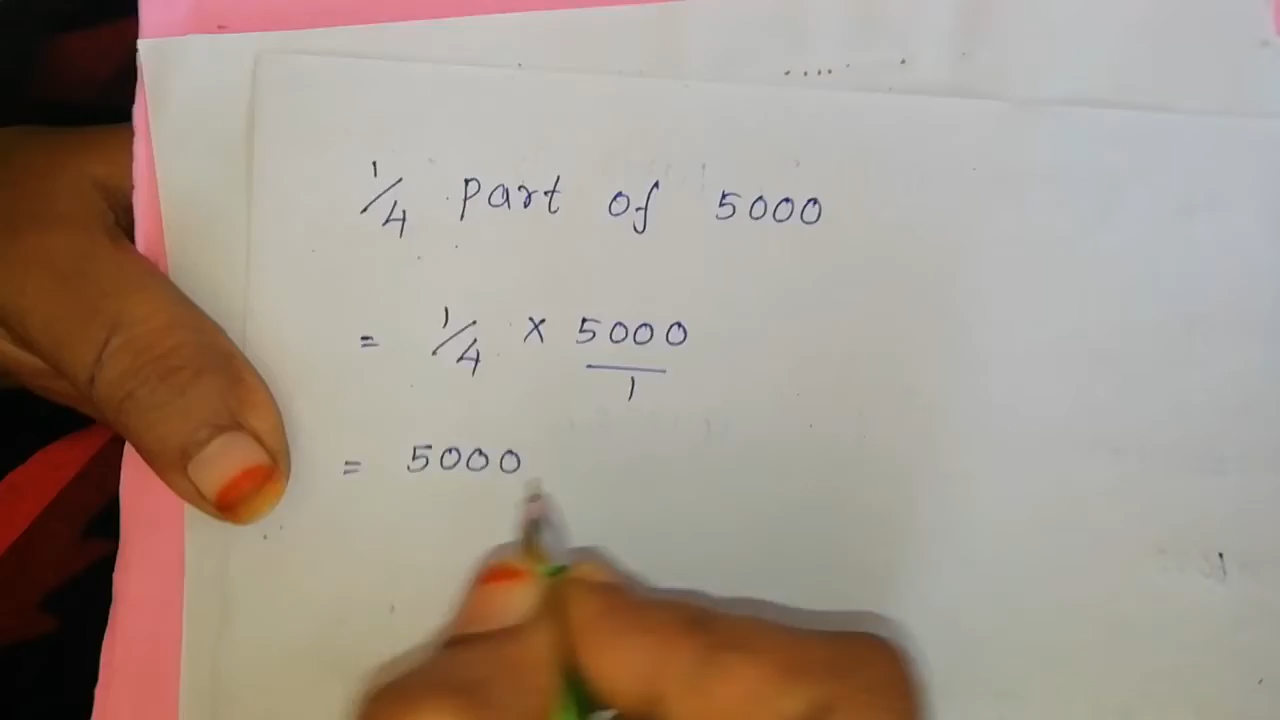 1/4 part of 5000
= 1/4 × 5000/1
= 5000